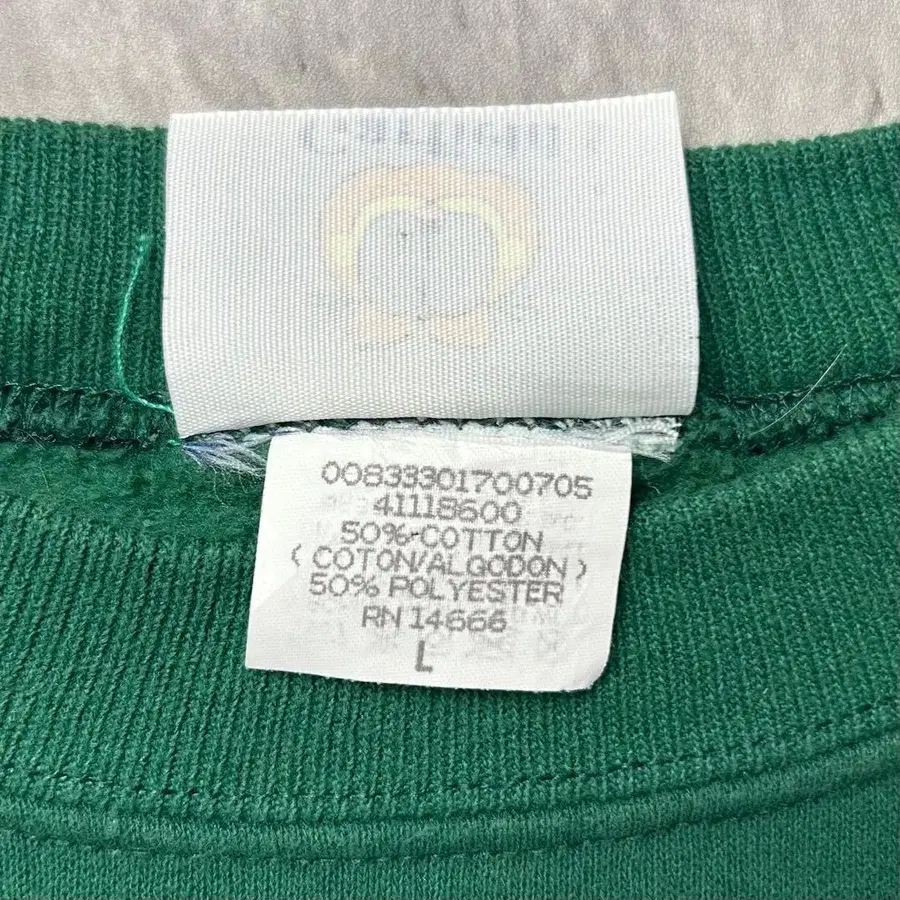 00833301700705
41118600
50% COTTON
(COTON/ALGODON)
50% POLYESTER
RN 14666
L